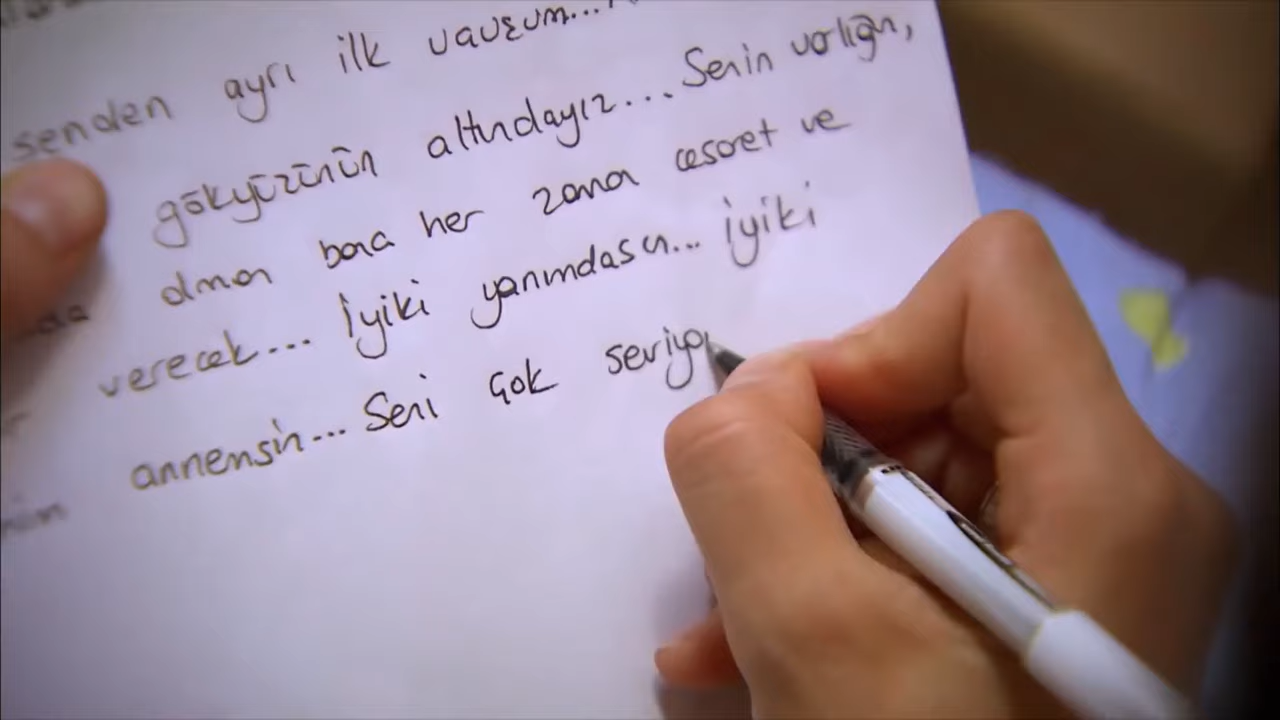 senden ayrı ilk
gökyüzünün altındayız... Senin varlığın,
olman bana her zaman cesaret ve
verecek... İyiki yanımdasın... İyiki
annemsin... Seni çok seviyo